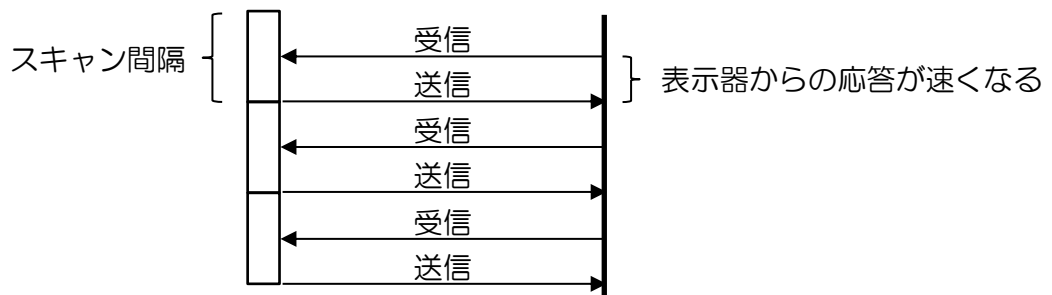 受信
スキャン間隔
送信
表示器からの応答が速くなる
受信
送信
受信
送信